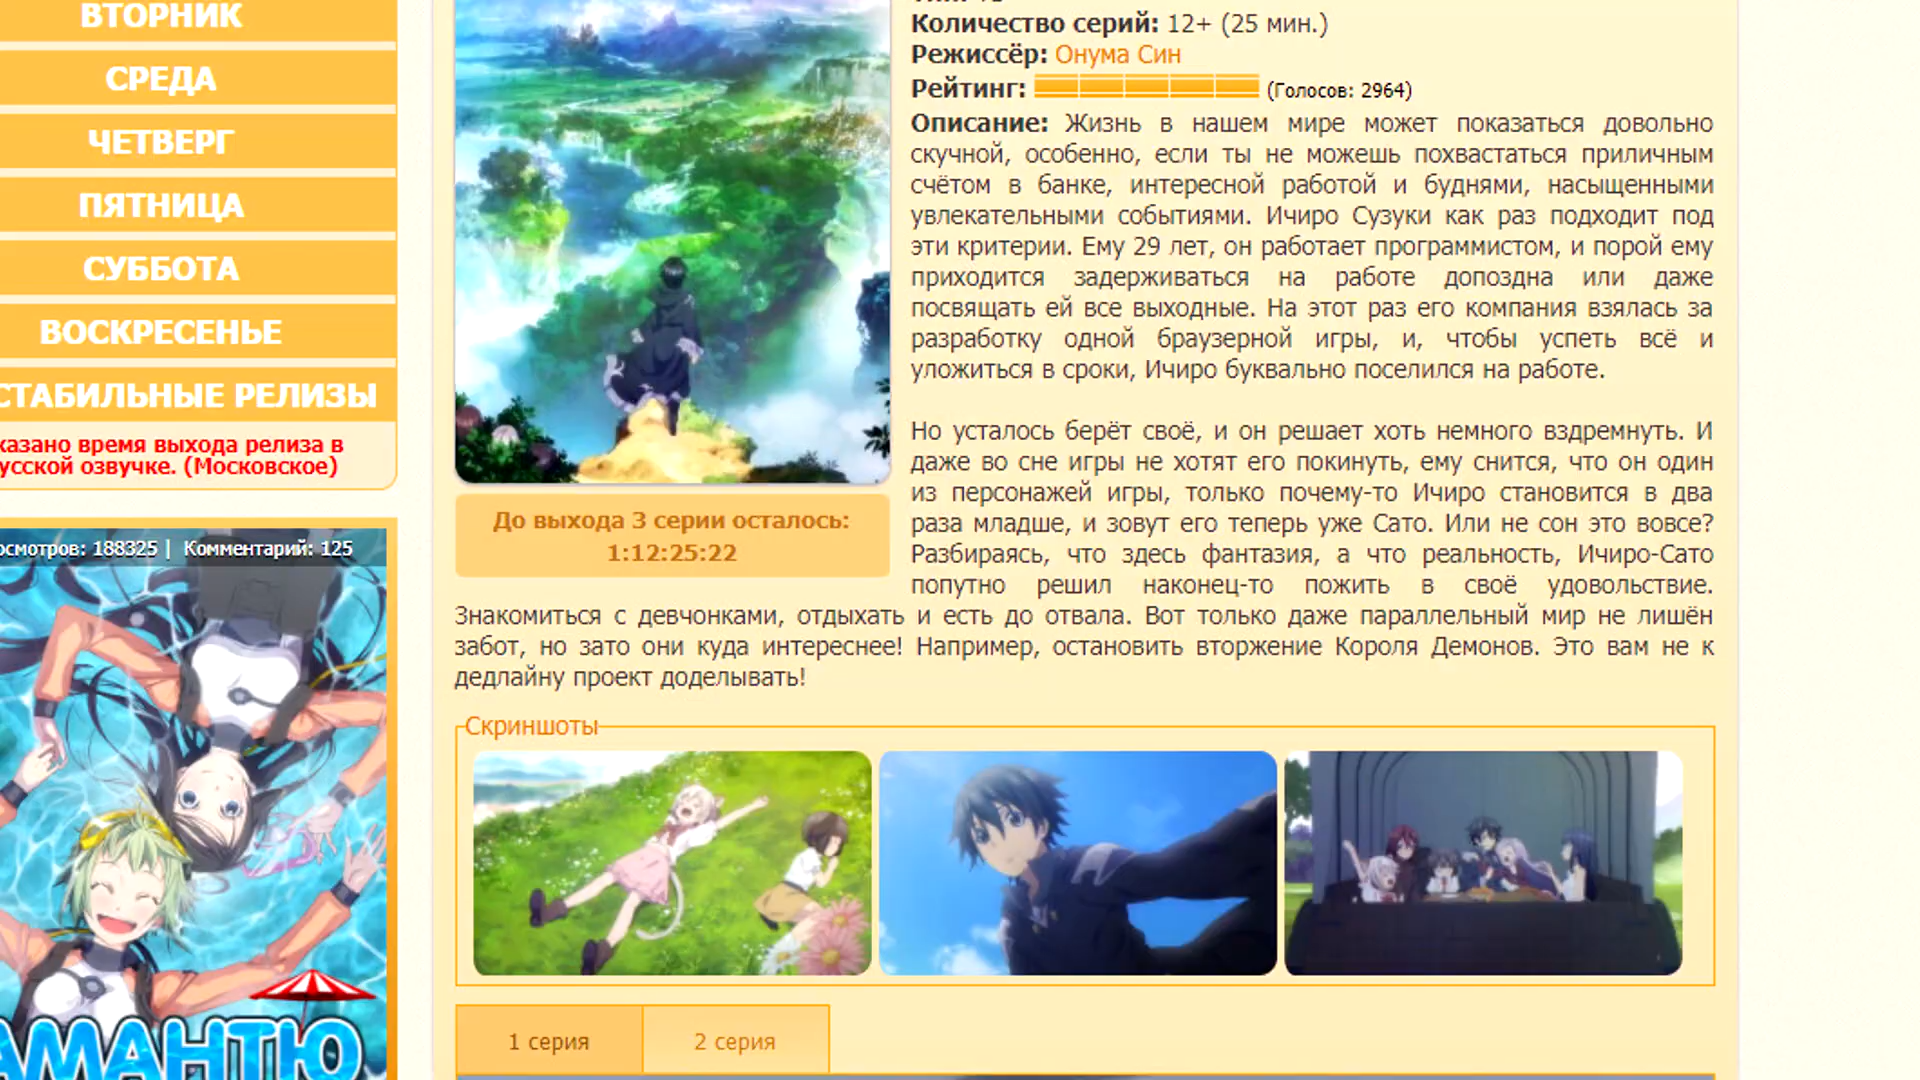 ВТОРНИК
СРЕДА
ЧЕТВЕРГ
ПЯТНИЦА
СУББОТА
ВОСКРЕСЕНЬЕ
СТАБИЛЬНЫЕ РЕЛИЗЫ
казано время выхода релиза в
усской озвучке. (Московское)
осмотров: 188325 | Комментарий: 125
АМАНТЮ
Количество серий: 12+ (25 мин.)
Режиссёр: Онума Син
Рейтинг: (Голосов: 2964)
Описание: Жизнь в нашем мире может показаться довольно
скучной, особенно, если ты не можешь похвастаться приличным
счётом в банке, интересной работой и буднями, насыщенными
увлекательными событиями. Ичиро Сузуки как раз подходит под
эти критерии. Ему 29 лет, он работает программистом, и порой ему
приходится задерживаться на работе допоздна или даже
посвящать ей все выходные. На этот раз его компания взялась за
разработку одной браузерной игры, и, чтобы успеть всё и
уложиться в сроки, Ичиро буквально поселился на работе.
Но усталось берёт своё, и он решает хоть немного вздремнуть. И
даже во сне игры не хотят его покинуть, ему снится, что он один
из персонажей игры, только почему-то Ичиро становится в два
раза младше, и зовут его теперь уже Сато. Или не сон это вовсе?
Разбираясь, что здесь фантазия, а что реальность, Ичиро-Сато
попутно решил наконец-то пожить в своё удовольствие.
Знакомиться с девчонками, отдыхать и есть до отвала. Вот только даже параллельный мир не лишён
забот, но зато они куда интереснее! Например, остановить вторжение Короля Демонов. Это вам не к
дедлайну проект доделывать!
До выхода 3 серии осталось:
1:12:25:22
Скриншоты
1 серия
2 серия